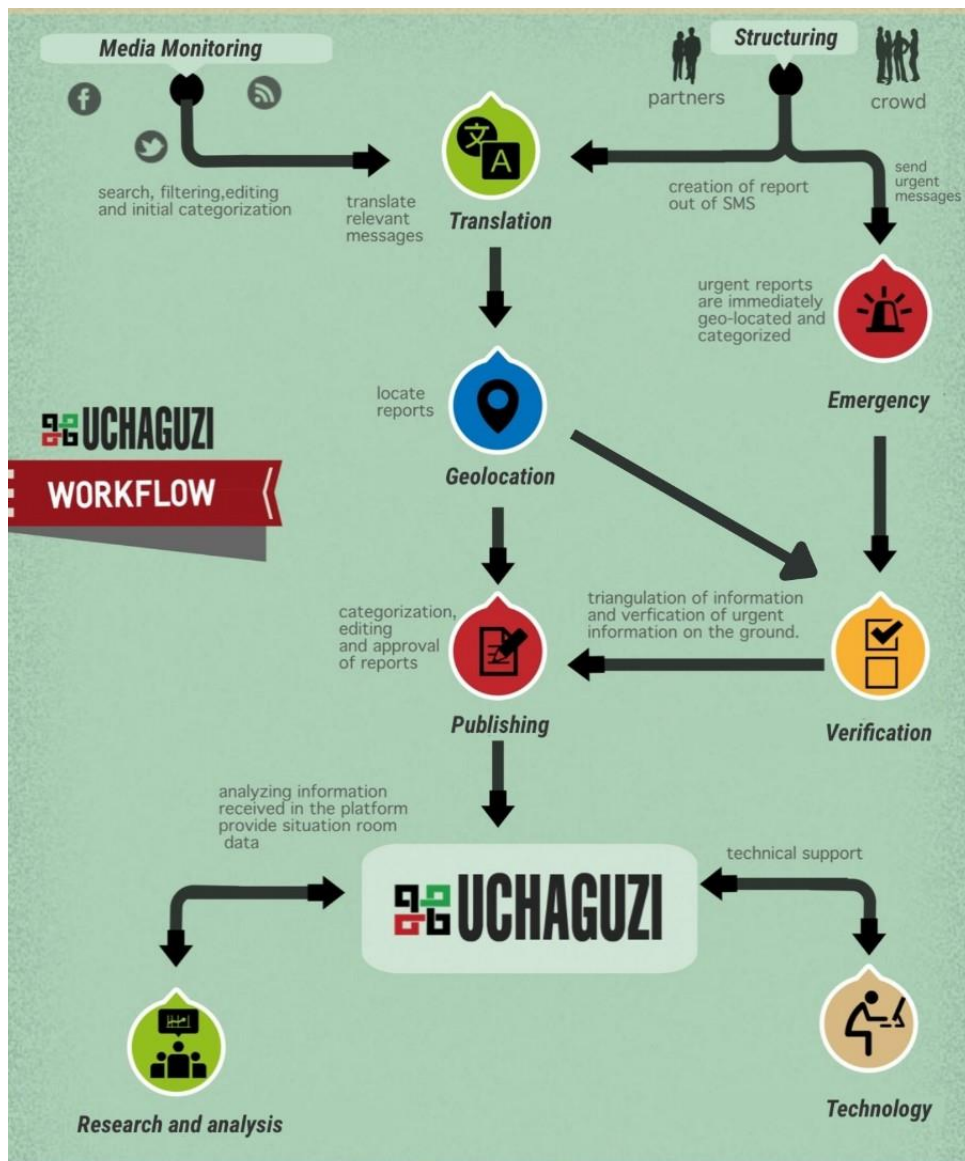 Media Monitoring
Structuring
partners
crowd
search, filtering,editing
and initial categorization
translate
relevant
messages
文
A
Translation
creation of report
out of SMS
send
urgent
messages
urgent reports
are immediately
geo-located and
categorized
Emergency
locate
reports
Geolocation
UCHAGUZI
WORKFLOW
categorization,
editing
and approval
of reports
Publishing
triangulation of information
and verfication of urgent
information on the ground.
Verification
analyzing information
received in the platform
provide situation room
data
technical support
UCHAGUZI
Research and analysis
Technology